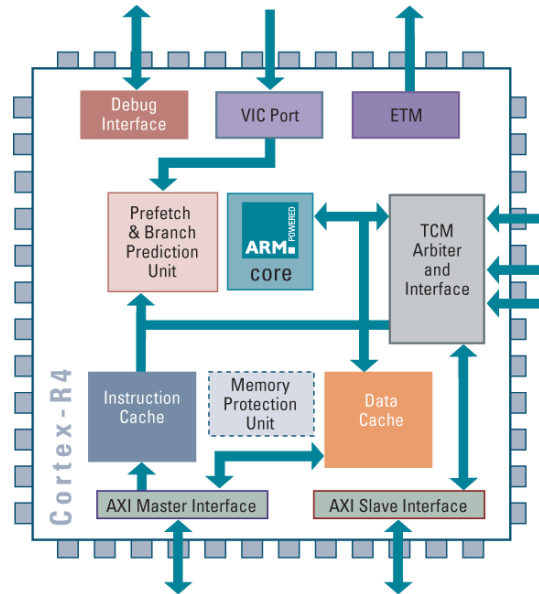 Debug
Interface
VIC Port
ETM
Prefetch
& Branch
Prediction
Unit
ARM
POWERED
core
TCM
Arbiter
and
Interface
Instruction
Cache
Memory
Protection
Unit
Data
Cache
AXI Master Interface
AXI Slave Interface
Cortex-R4